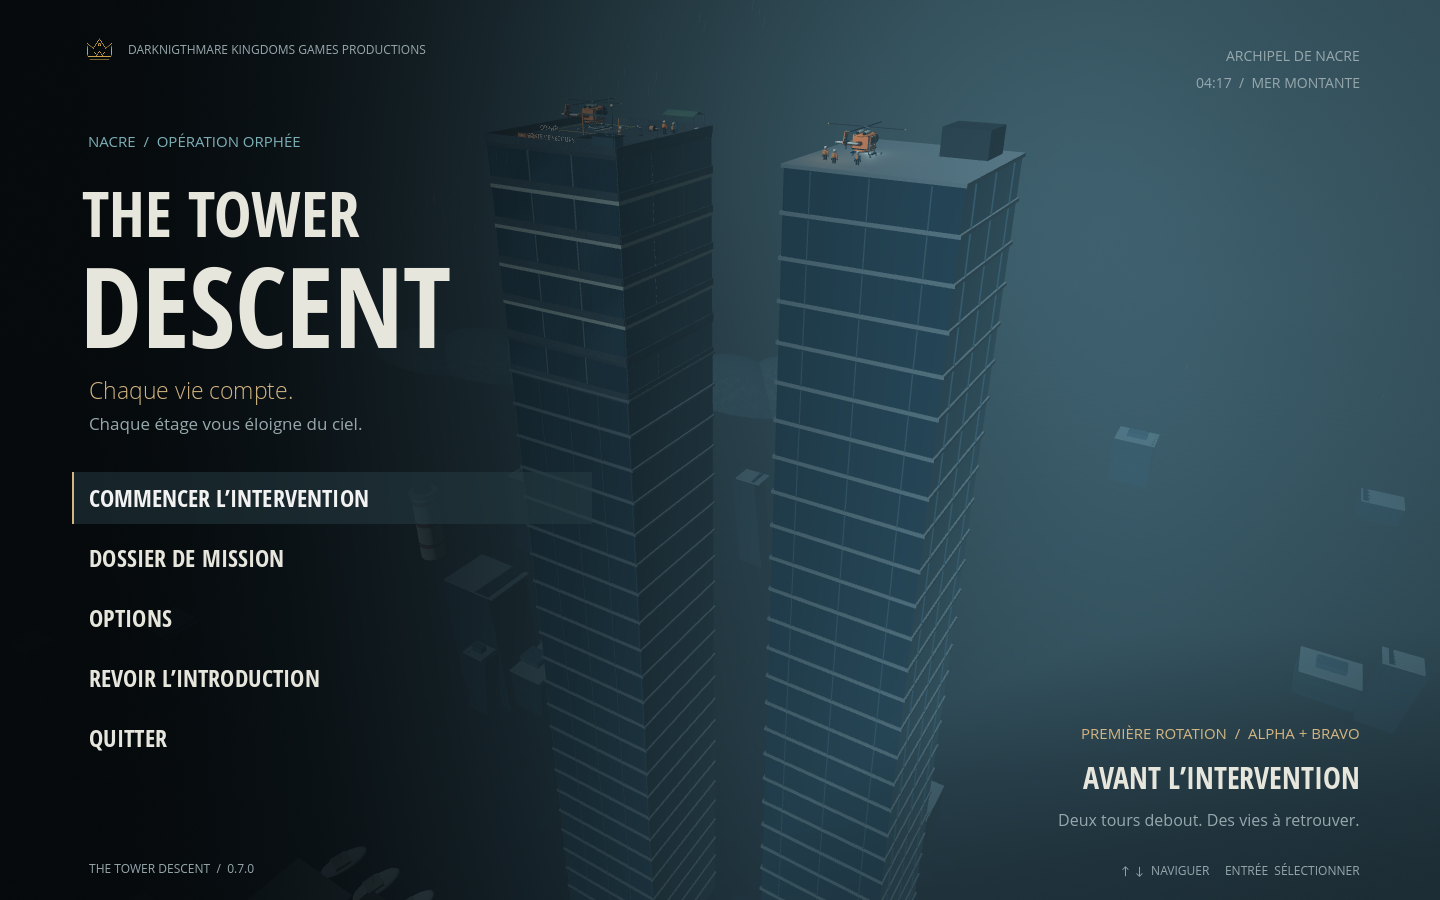 DARKNIGTHMARE KINGDOMS GAMES PRODUCTIONS
ARCHIPEL DE NACRE
04:17 / MER MONTANTE
NACRE / OPÉRATION ORPHÉE
THE TOWER
DESCENT
Chaque vie compte.
Chaque étage vous éloigne du ciel.
COMMENCER L’INTERVENTION
DOSSIER DE MISSION
OPTIONS
REVOIR L’INTRODUCTION
QUITTER
PREMIÈRE ROTATION / ALPHA + BRAVO
AVANT L’INTERVENTION
Deux tours debout. Des vies à retrouver.
THE TOWER DESCENT / 0.7.0
↑ ↓ NAVIGUER ENTRÉE SÉLECTIONNER